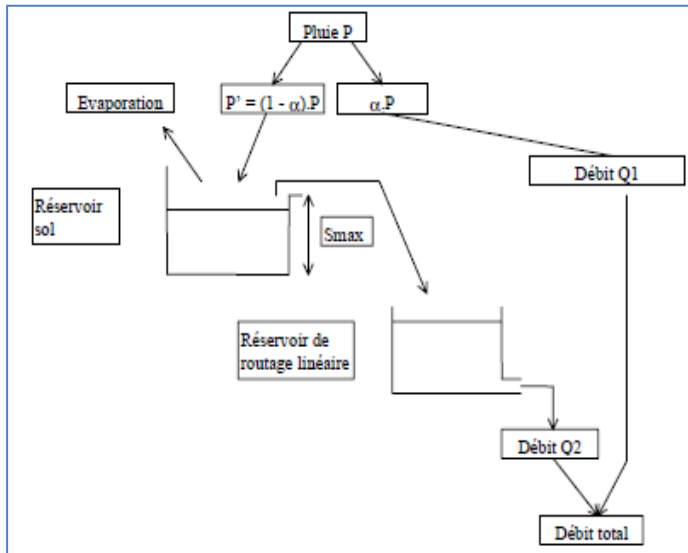 Pluie P
Evaporation
P' = (1 - α).P
α.P
Débit Q1
Réservoir
sol
Smax
Réservoir de
routage linéaire
Débit Q2
Débit total